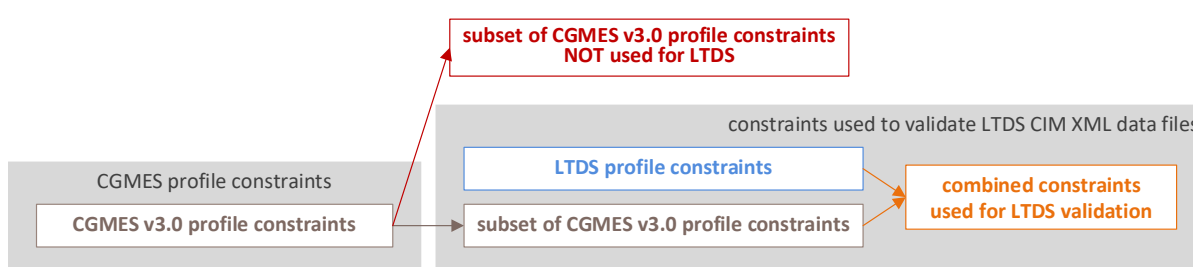 subset of CGMES v3.0 profile constraints
NOT used for LTDS
constraints used to validate LTDS CIM XML data files
CGMES profile constraints
LTDS profile constraints
combined constraints
used for LTDS validation
CGMES v3.0 profile constraints
subset of CGMES v3.0 profile constraints